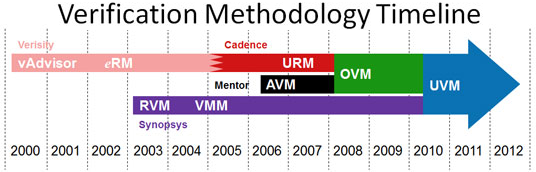 Verification Methodology Timeline
Verisity
Cadence
vAdvisor eRM
URM
OVM
UVM
Mentor
AVM
RVM VMM
Synopsys
2000 2001 2002 2003 2004 2005 2006 2007 2008 2009 2010 2011 2012